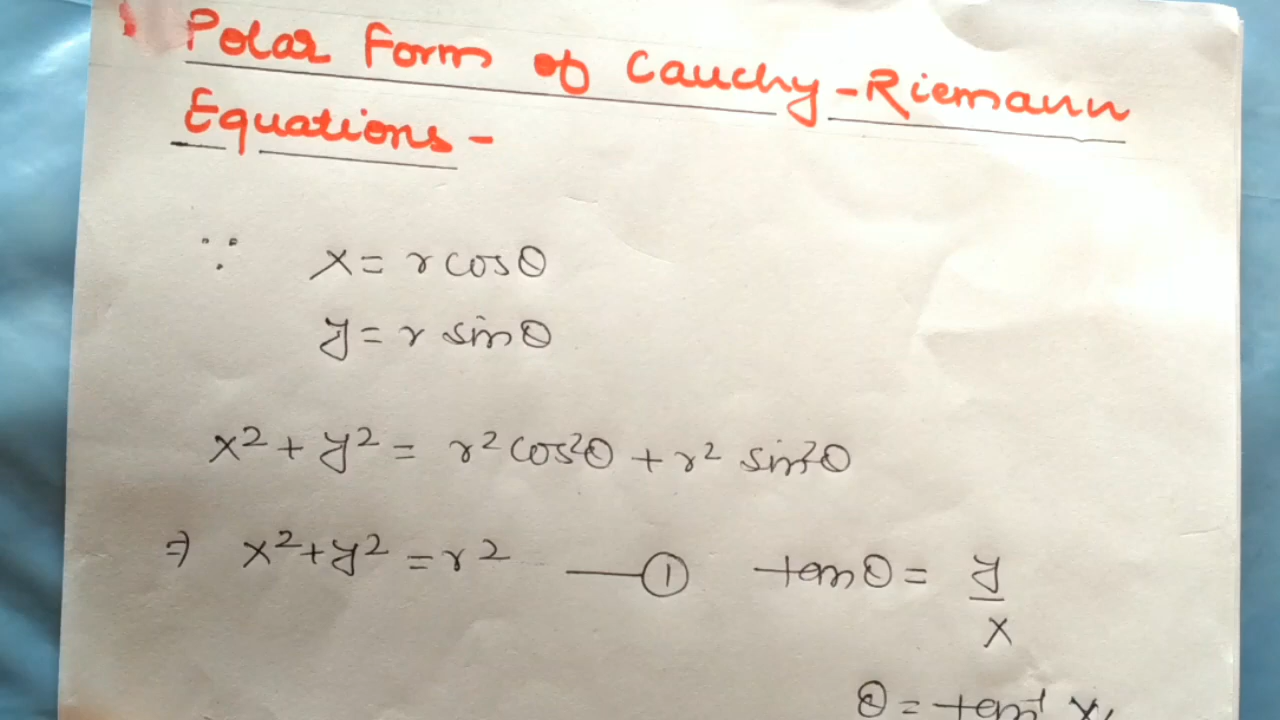 Polar Form of Cauchy-Riemann
Equations-
∵ x = r cosθ
y = r sinθ
x² + y² = r² cos²θ + r² sin²θ
⇒ x² + y² = r² —① tanθ = y/x
θ = tan⁻¹